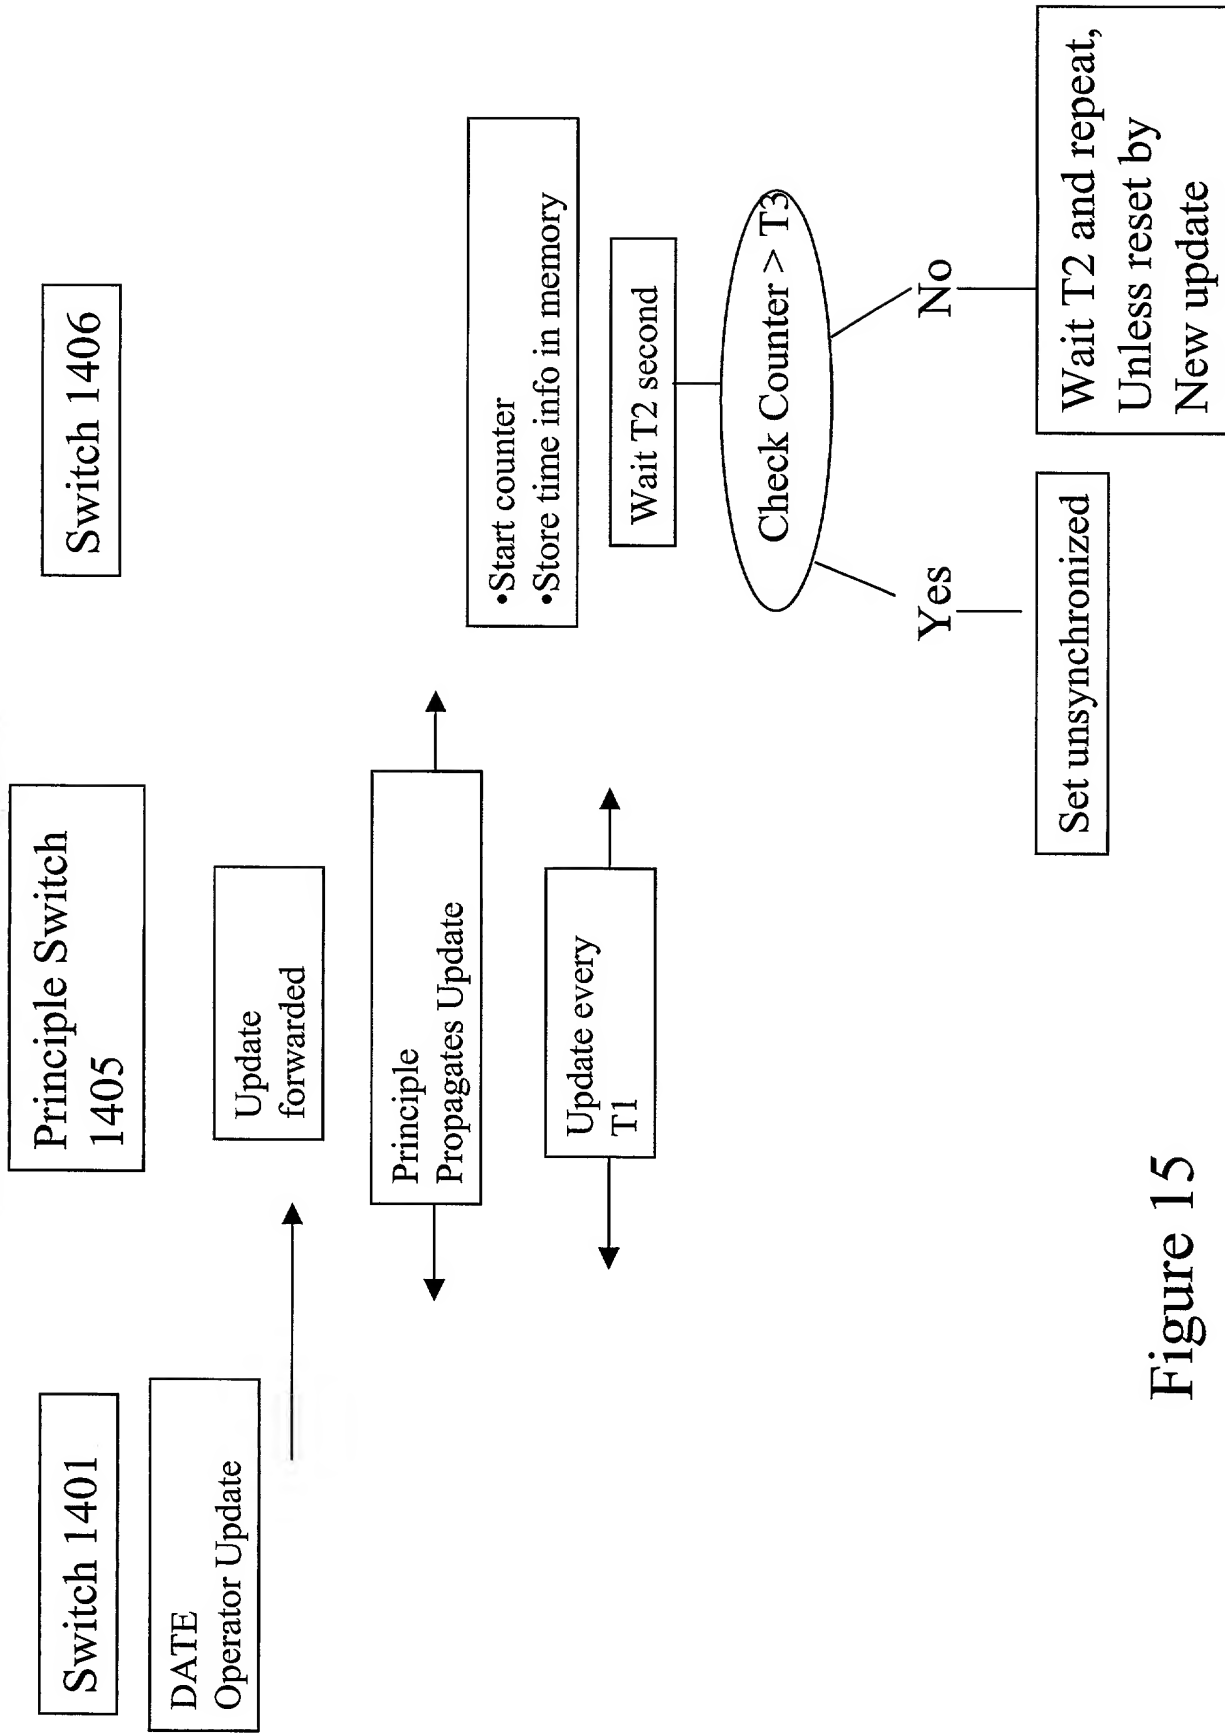 Switch 1401
Principle Switch
1405
Switch 1406
DATE
Operator Update
Update
forwarded
Principle
Propagates Update
Update every
T1
•Start counter
•Store time info in memory
Wait T2 second
Check Counter > T3
Yes
No
Set unsynchronized
Wait T2 and repeat,
Unless reset by
New update
Figure 15